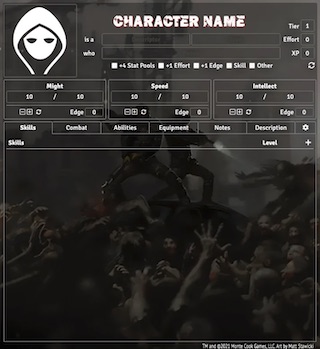 CHARACTER NAME
Tier 1
is a
Effort 0
who
XP 0
+4 Stat Pools +1 Effort +1 Edge Skill Other
Might Speed Intellect
10 / 10 10 / 10 10 / 10
Edge 0 Edge 0 Edge 0
Skills Combat Abilities Equipment Notes Description
Skills Level +
TM and ©2021 Monte Cook Games, LLC. Art by Matt Stawicki